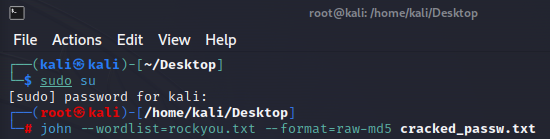 root@kali: /home/kali/Desktop
File Actions Edit View Help
┌──(kali㉿kali)-[~/Desktop]
└─$ sudo su
[sudo] password for kali:
┌──(root㉿kali)-[/home/kali/Desktop]
└─# john --wordlist=rockyou.txt --format=raw-md5 cracked_passw.txt